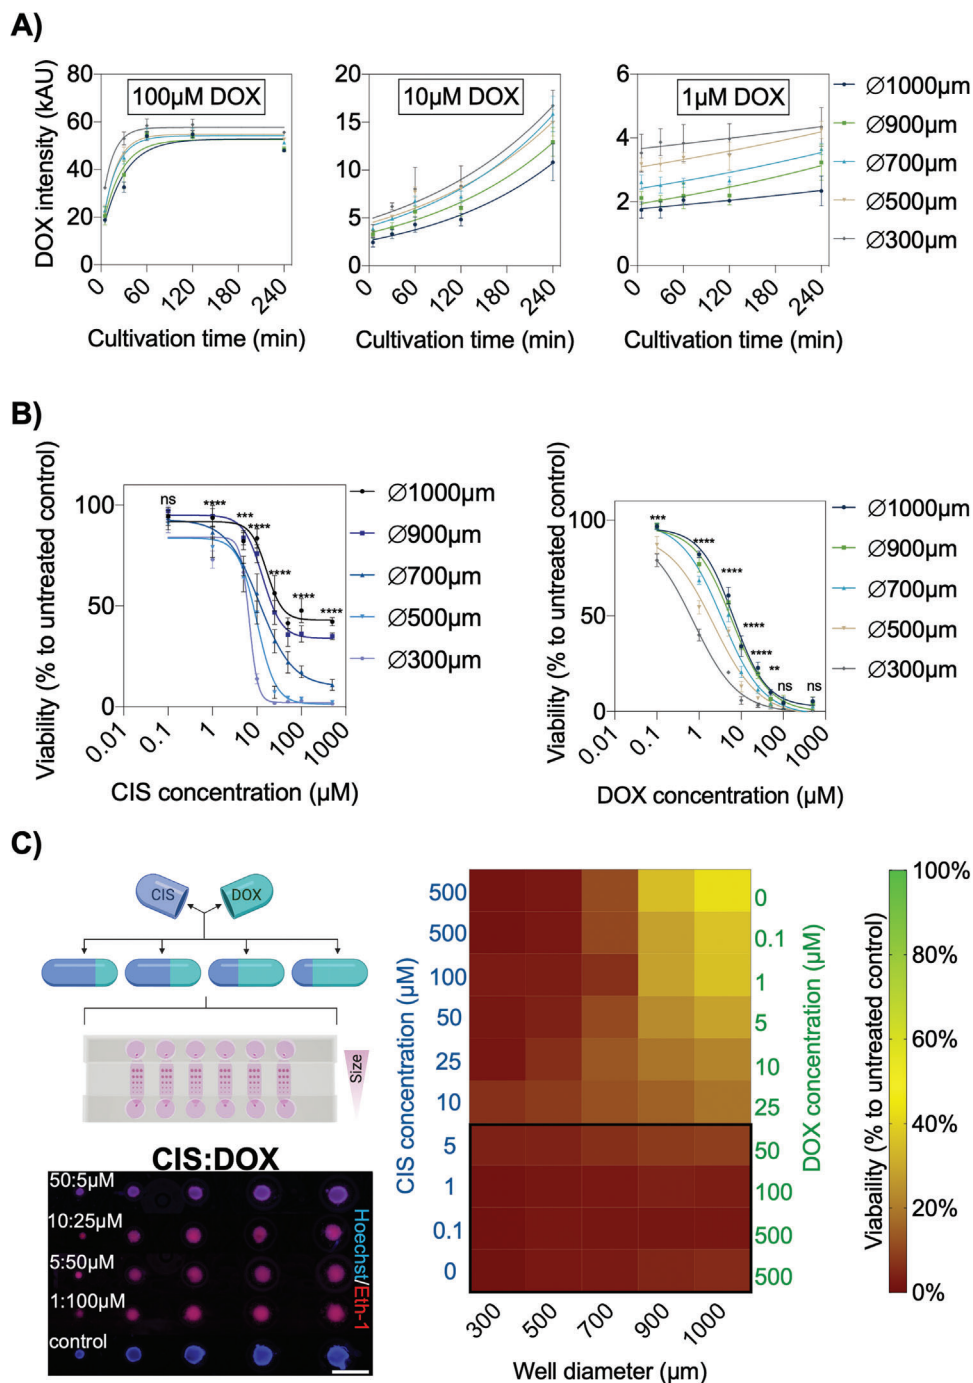 A)
DOX intensity (kAU)
80
60
40
20
0
100µM DOX
0
60
120
180
240
Cultivation time (min)
20
15
10
5
0
10µM DOX
0
60
120
180
240
Cultivation time (min)
6
4
2
0
1µM DOX
0
60
120
180
240
Cultivation time (min)
Ø1000µm
Ø900µm
Ø700µm
Ø500µm
Ø300µm
B)
Viability (% to untreated control)
100
50
0
ns
****
***
****
****
****
****
0.01
0.1
1
10
100
1000
CIS concentration (µM)
Ø1000µm
Ø900µm
Ø700µm
Ø500µm
Ø300µm
Viability (% to untreated control)
100
50
0
***
****
****
****
****
**
ns
ns
0.01
0.1
1
10
100
1000
DOX concentration (µM)
Ø1000µm
Ø900µm
Ø700µm
Ø500µm
Ø300µm
C)
CIS
DOX
Size
CIS:DOX
50:5µM
10:25µM
5:50µM
1:100µM
control
Hoechst/Eth-1
CIS concentration (µM)
500
500
100
50
25
10
5
1
0.1
0
0
0.1
1
5
10
25
50
100
500
500
DOX concentration (µM)
300
500
700
900
1000
Well diameter (µm)
Viabaility (% to untreated control)
100%
80%
60%
40%
20%
0%